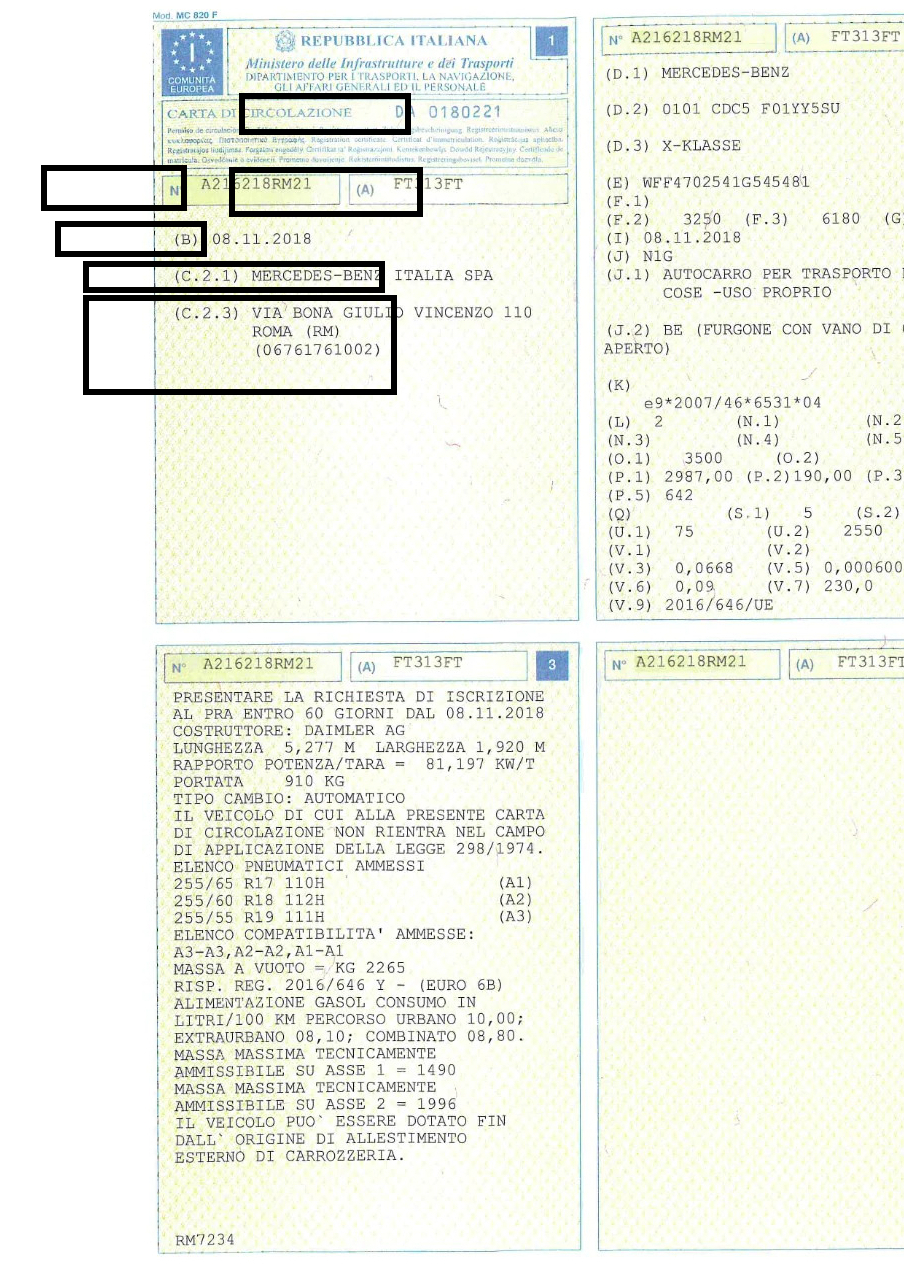 Mod. MC 820 F
COMUNITÀ
EUROPEA
REPUBBLICA ITALIANA
1
Ministero delle Infrastrutture e dei Trasporti
DIPARTIMENTO PER I TRASPORTI, LA NAVIGAZIONE,
GLI AFFARI GENERALI ED IL PERSONALE
CARTA DI CIRCOLAZIONE DA 0180221
N° A216218RM21 (A) FT313FT
(B) 08.11.2018
(C.2.1) MERCEDES-BENZ ITALIA SPA
(C.2.3) VIA BONA GIULIO VINCENZO 110
ROMA (RM)
(06761761002)
N° A216218RM21 (A) FT313FT
(D.1) MERCEDES-BENZ
(D.2) 0101 CDC5 F01YY5SU
(D.3) X-KLASSE
(E) WFF4702541G545481
(F.1)
(F.2) 3250 (F.3) 6180 (G)
(I) 08.11.2018
(J) N1G
(J.1) AUTOCARRO PER TRASPORTO
COSE -USO PROPRIO
(J.2) BE (FURGONE CON VANO DI
APERTO)
(K)
e9*2007/46*6531*04
(L) 2 (N.1) (N.2
(N.3) (N.4) (N.5
(O.1) 3500 (O.2)
(P.1) 2987,00 (P.2)190,00 (P.3
(P.5) 642
(Q) (S.1) 5 (S.2)
(U.1) 75 (U.2) 2550
(V.1) (V.2)
(V.3) 0,0668 (V.5) 0,000600
(V.6) 0,09 (V.7) 230,0
(V.9) 2016/646/UE
N° A216218RM21 (A) FT313FT 3
PRESENTARE LA RICHIESTA DI ISCRIZIONE
AL PRA ENTRO 60 GIORNI DAL 08.11.2018
COSTRUTTORE: DAIMLER AG
LUNGHEZZA 5,277 M LARGHEZZA 1,920 M
RAPPORTO POTENZA/TARA = 81,197 KW/T
PORTATA 910 KG
TIPO CAMBIO: AUTOMATICO
IL VEICOLO DI CUI ALLA PRESENTE CARTA
DI CIRCOLAZIONE NON RIENTRA NEL CAMPO
DI APPLICAZIONE DELLA LEGGE 298/1974.
ELENCO PNEUMATICI AMMESSI
255/65 R17 110H (A1)
255/60 R18 112H (A2)
255/55 R19 111H (A3)
ELENCO COMPATIBILITA' AMMESSE:
A3-A3,A2-A2,A1-A1
MASSA A VUOTO = KG 2265
RISP. REG. 2016/646 Y - (EURO 6B)
ALIMENTAZIONE GASOL CONSUMO IN
LITRI/100 KM PERCORSO URBANO 10,00;
EXTRAURBANO 08,10; COMBINATO 08,80.
MASSA MASSIMA TECNICAMENTE
AMMISSIBILE SU ASSE 1 = 1490
MASSA MASSIMA TECNICAMENTE
AMMISSIBILE SU ASSE 2 = 1996
IL VEICOLO PUO` ESSERE DOTATO FIN
DALL` ORIGINE DI ALLESTIMENTO
ESTERNO DI CARROZZERIA.
RM7234
N° A216218RM21 (A) FT313FT